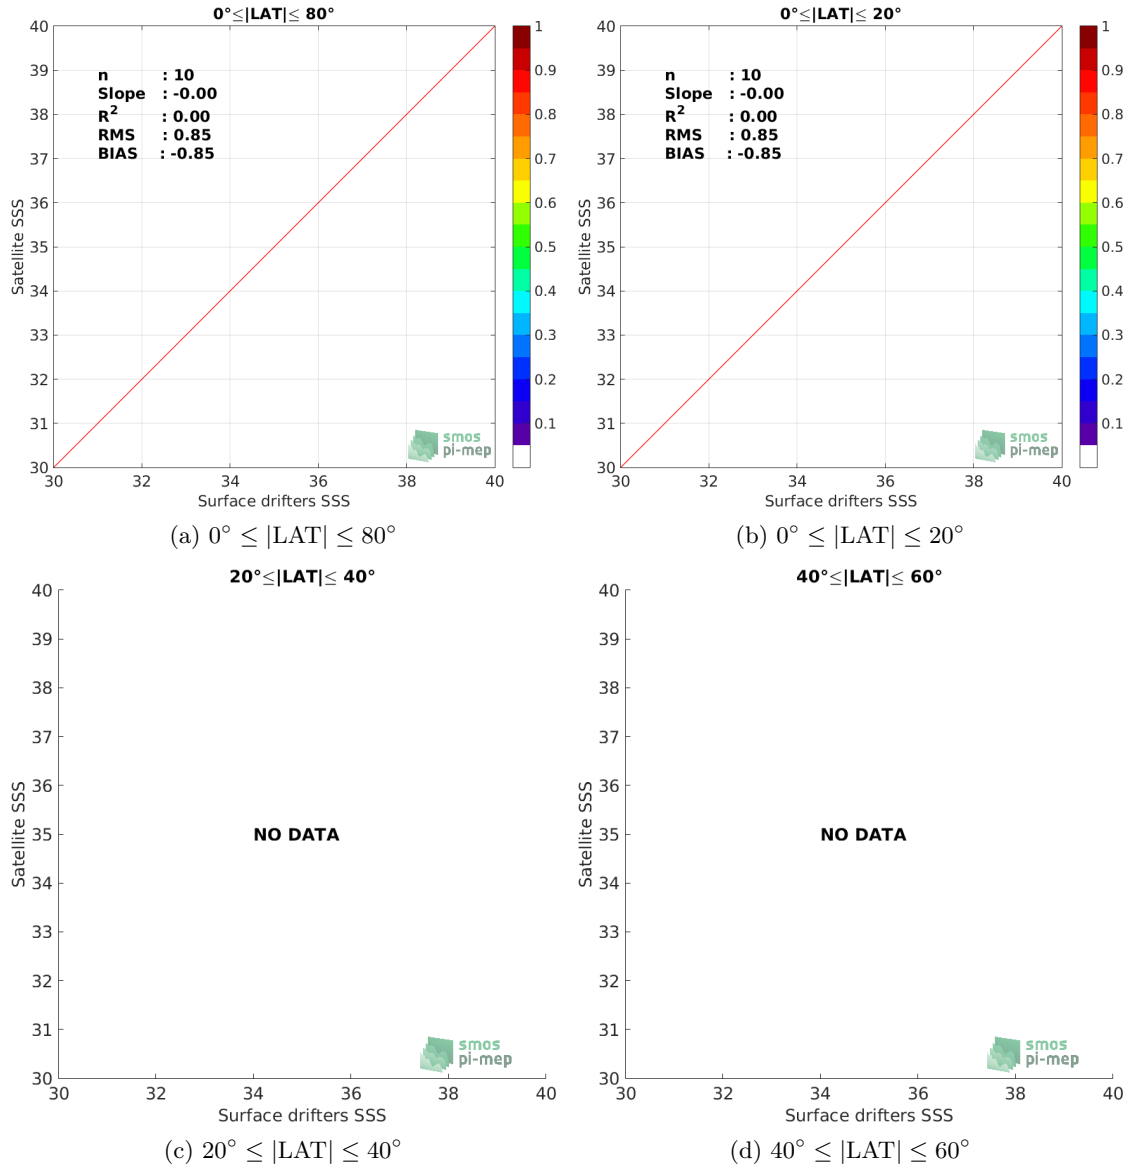 0°≤|LAT|≤ 80°
40
39
38
37
36
35
34
33
32
31
30
Satellite SSS
n : 10
Slope : -0.00
R² : 0.00
RMS : 0.85
BIAS : -0.85
smos
pi-mep
30 32 34 36 38 40
Surface drifters SSS
1
0.9
0.8
0.7
0.6
0.5
0.4
0.3
0.2
0.1
(a) 0° ≤ |LAT| ≤ 80°
0°≤|LAT|≤ 20°
40
39
38
37
36
35
34
33
32
31
30
Satellite SSS
n : 10
Slope : -0.00
R² : 0.00
RMS : 0.85
BIAS : -0.85
smos
pi-mep
30 32 34 36 38 40
Surface drifters SSS
1
0.9
0.8
0.7
0.6
0.5
0.4
0.3
0.2
0.1
(b) 0° ≤ |LAT| ≤ 20°
20°≤|LAT|≤ 40°
40
39
38
37
36
35
34
33
32
31
30
Satellite SSS
NO DATA
smos
pi-mep
30 32 34 36 38 40
Surface drifters SSS
(c) 20° ≤ |LAT| ≤ 40°
40°≤|LAT|≤ 60°
40
39
38
37
36
35
34
33
32
31
30
Satellite SSS
NO DATA
smos
pi-mep
30 32 34 36 38 40
Surface drifters SSS
(d) 40° ≤ |LAT| ≤ 60°